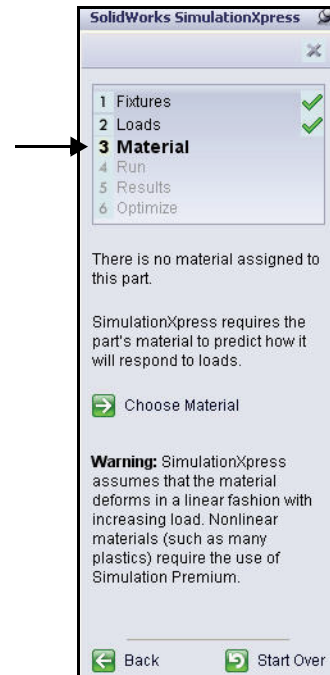 SolidWorks SimulationXpress
1 Fixtures
2 Loads
3 Material
4 Run
5 Results
6 Optimize
There is no material assigned to
this part.
SimulationXpress requires the
part's material to predict how it
will respond to loads.
Choose Material
Warning: SimulationXpress
assumes that the material
deforms in a linear fashion with
increasing load. Nonlinear
materials (such as many
plastics) require the use of
Simulation Premium.
Back Start Over